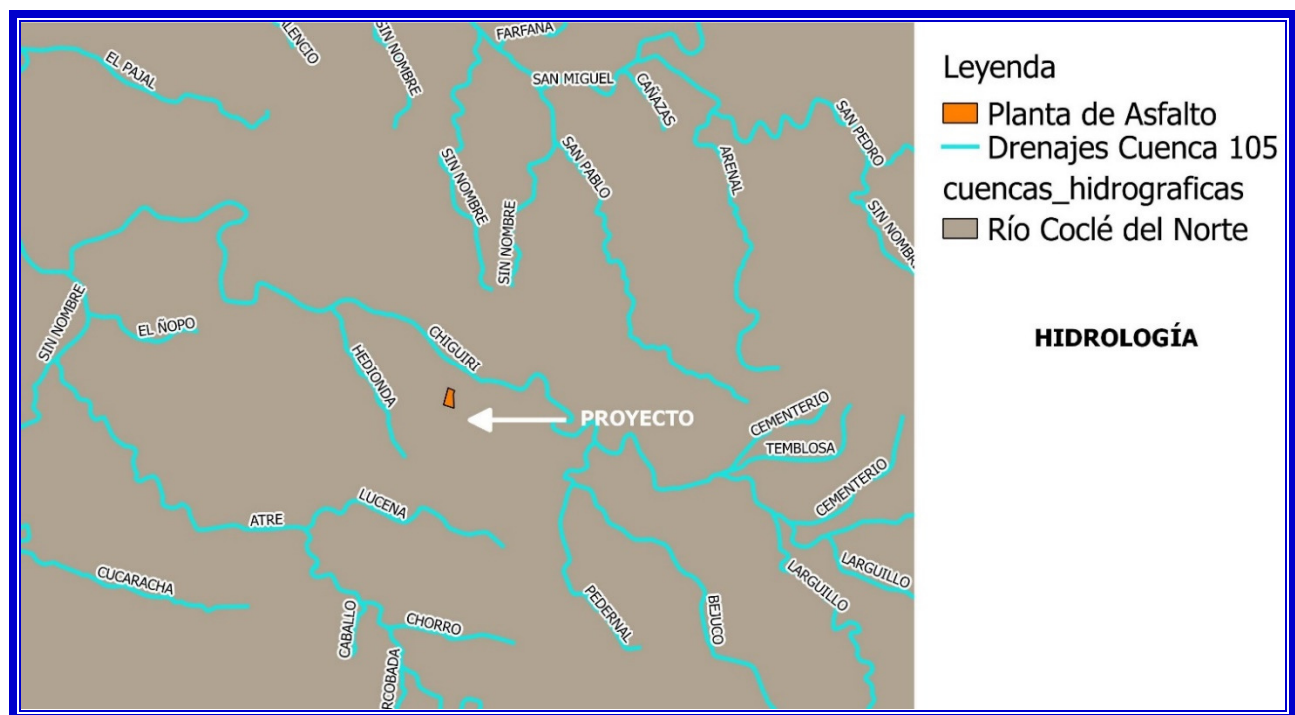 FARFANA
LENCIO
SIN NOMBRE
EL PAJAL
SAN MIGUEL
CAÑAZAS
SAN PEDRO
SAN PABLO
ARENAL
SIN NOMBRE
SIN NOMBRE
SIN NOMBRE
SIN NOMBRE
EL ÑOPO
CHIGUIRI
HEDIONDA
PROYECTO
CEMENTERIO
TEMBLOSA
CEMENTERIO
LUCENA
ATRE
CUCARACHA
LARGUILLO
LARGUILLO
PEDERNAL
BEJUCO
CABALLO
CHORRO
RCOBADA
Leyenda
Planta de Asfalto
Drenajes Cuenca 105
cuencas_hidrograficas
Río Coclé del Norte
HIDROLOGÍA